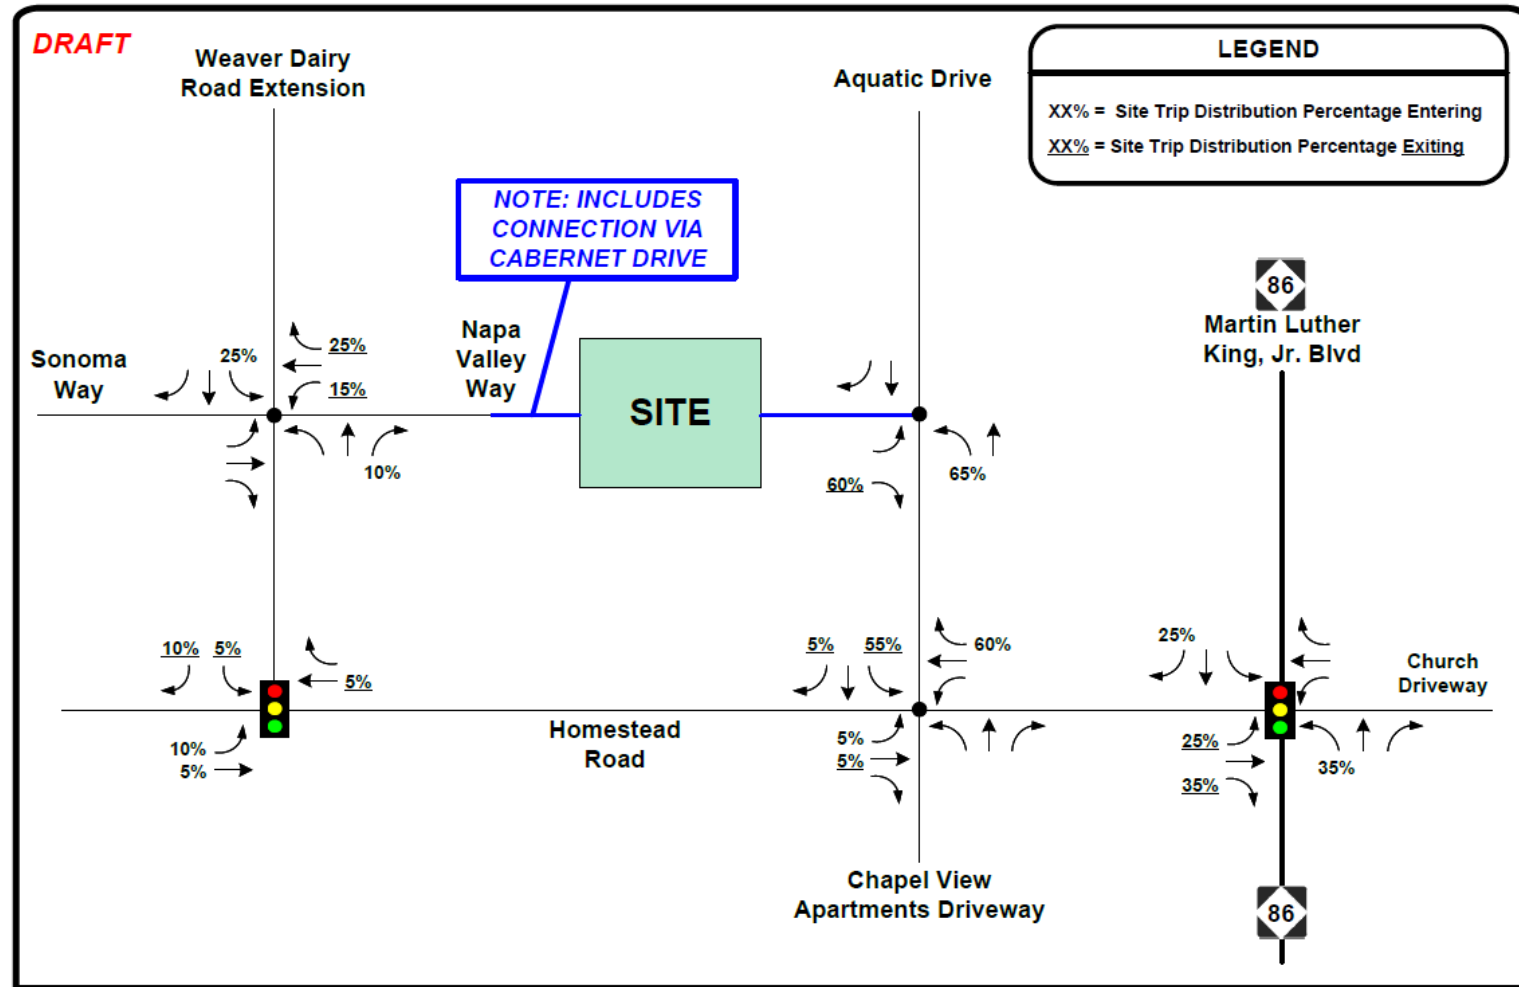 DRAFT
Weaver Dairy
Road Extension
Aquatic Drive
LEGEND
XX% = Site Trip Distribution Percentage Entering
XX% = Site Trip Distribution Percentage Exiting
NOTE: INCLUDES
CONNECTION VIA
CABERNET DRIVE
86
Martin Luther
King, Jr. Blvd
Sonoma
Way
25%
25%
15%
10%
Napa
Valley
Way
SITE
60%
65%
10%
5%
5%
10%
5%
Homestead
Road
5%
55%
60%
5%
5%
25%
Church
Driveway
25%
35%
35%
Chapel View
Apartments Driveway
86